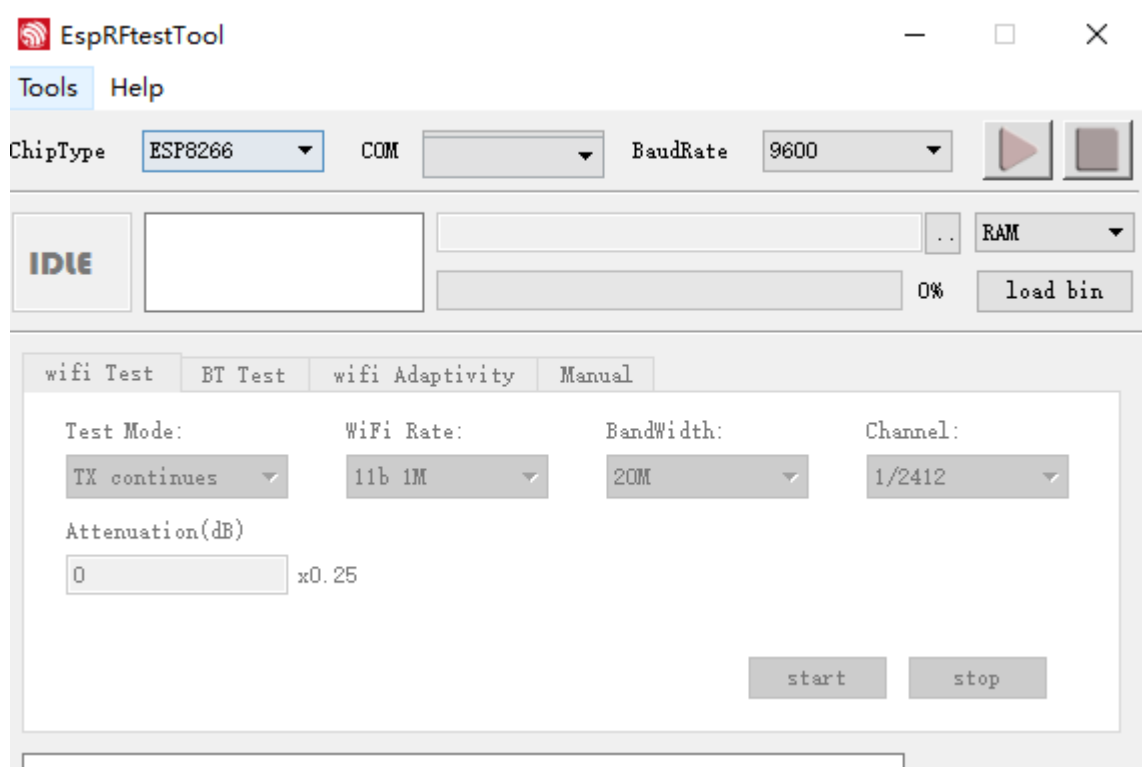 EspRFtestTool
Tools Help
ChipType ESP8266 COM BaudRate 9600
IDLE .. RAM
0% load bin
wifi Test BT Test wifi Adaptivity Manual
Test Mode: WiFi Rate: BandWidth: Channel:
TX continues 11b 1M 20M 1/2412
Attenuation(dB)
0 x0.25
start stop